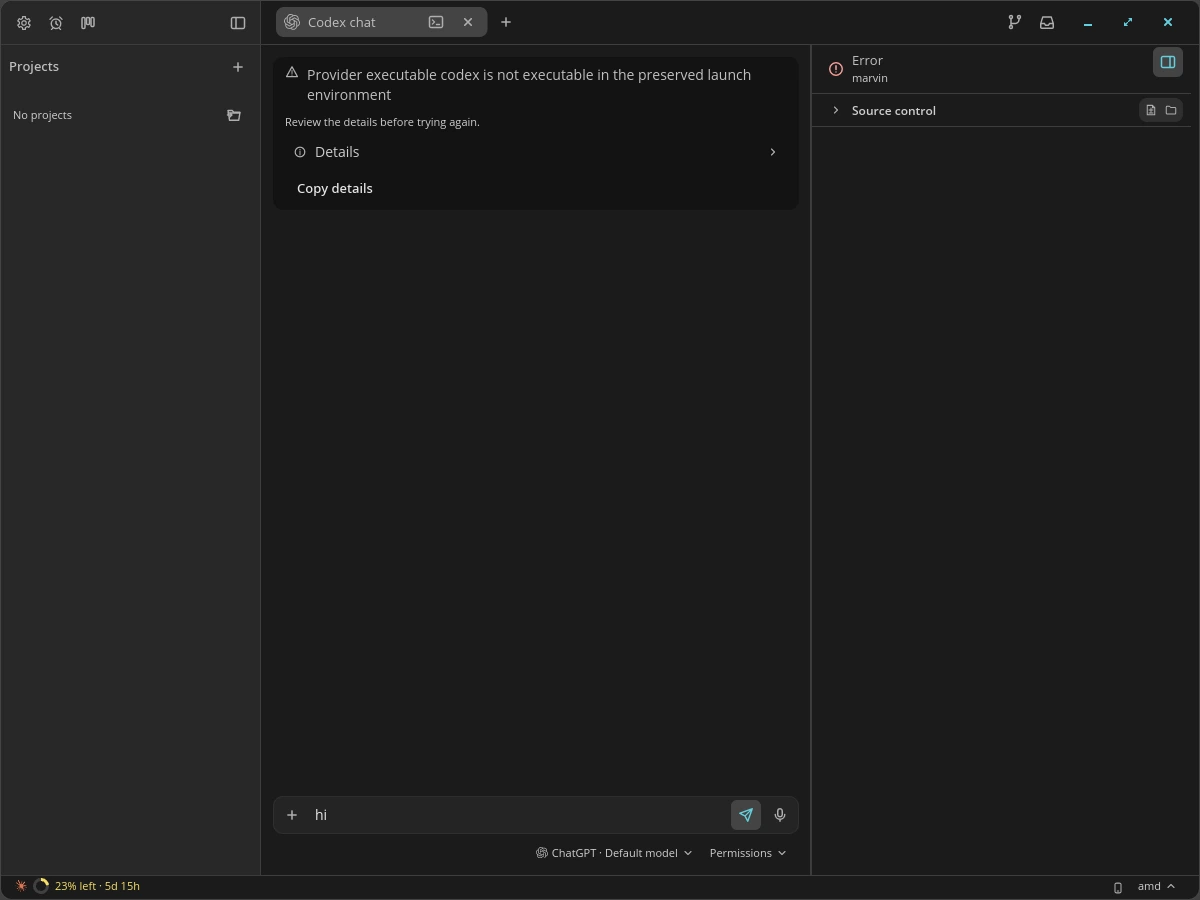 Codex chat
Projects
No projects
Provider executable codex is not executable in the preserved launch
environment
Review the details before trying again.
Details
Copy details
Error
marvin
Source control
hi
ChatGPT · Default model
Permissions
23% left · 5d 15h
amd